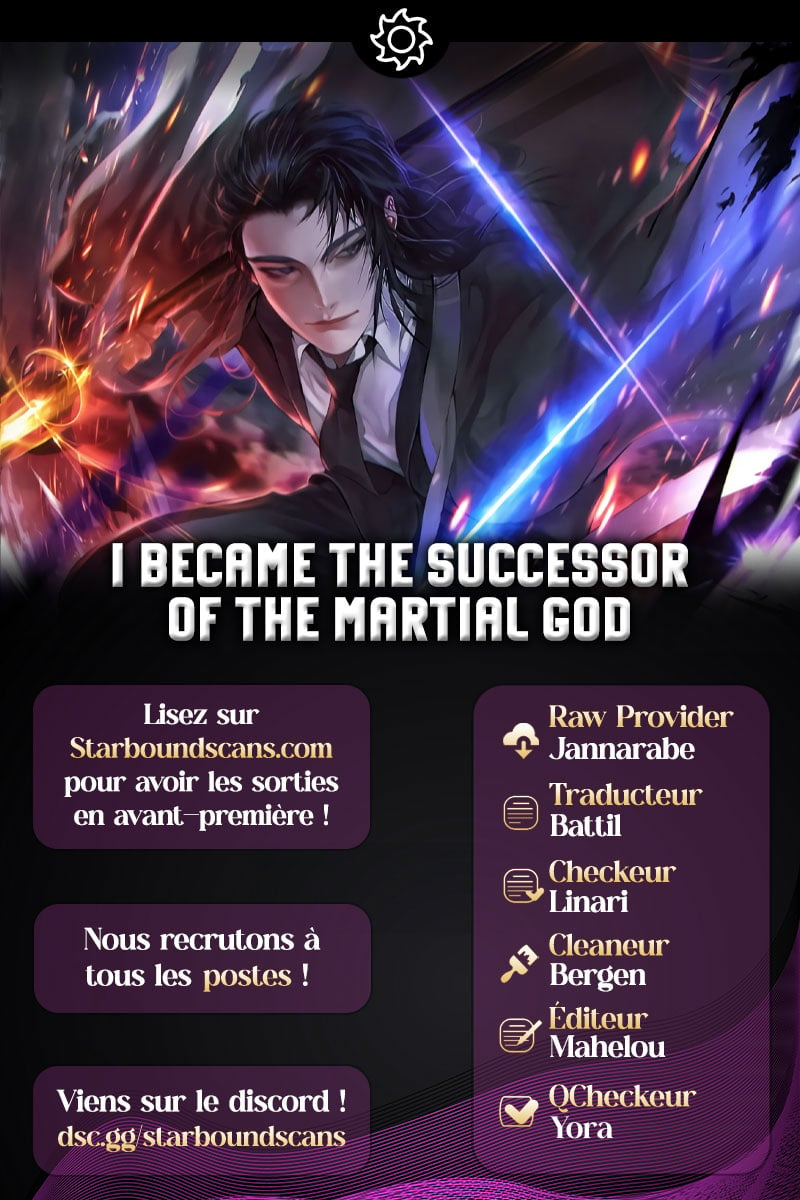 I BECAME THE SUCCESSOR
OF THE MARTIAL GOD
Lisez sur
Starboundscans.com
pour avoir les sorties
en avant-première !
Nous recrutons à
tous les postes !
Viens sur le discord !
dsc.gg/starboundscans
Raw Provider
Jannarabe
Traducteur
Battil
Checkeur
Linari
Cleaneur
Bergen
Éditeur
Mahelou
QCheckeur
Yora